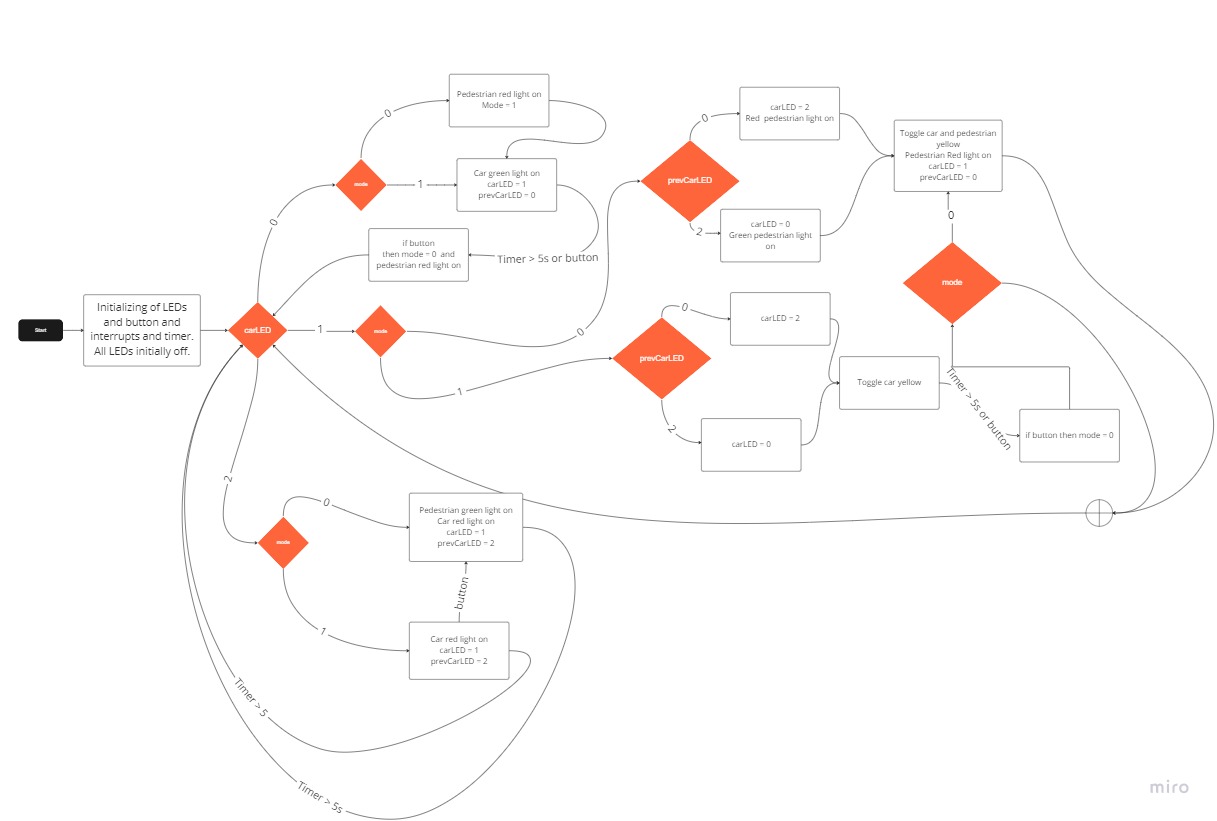 Pedestrian red light on
Mode = 1
0
mode
1
Car green light on
carLED = 1
prevCarLED = 0
0
if button
then mode = 0 and
pedestrian red light on
Timer > 5s or button
Start
Initializing of LEDs
and button and
interrupts and timer.
All LEDs initially off.
carLED
1
mode
0
1
prevCarLED
0
carLED = 2
Red pedestrian light on
2
carLED = 0
Green pedestrian light
on
Toggle car and pedestrian
yellow
Pedestrian Red light on
carLED = 1
prevCarLED = 0
0
mode
prevCarLED
0
carLED = 2
2
carLED = 0
Toggle car yellow
Timer > 5s or button
if button then mode = 0
2
mode
0
Pedestrian green light on
Car red light on
carLED = 1
prevCarLED = 2
button
1
Car red light on
carLED = 1
prevCarLED = 2
Timer > 5
Timer > 5s
miro